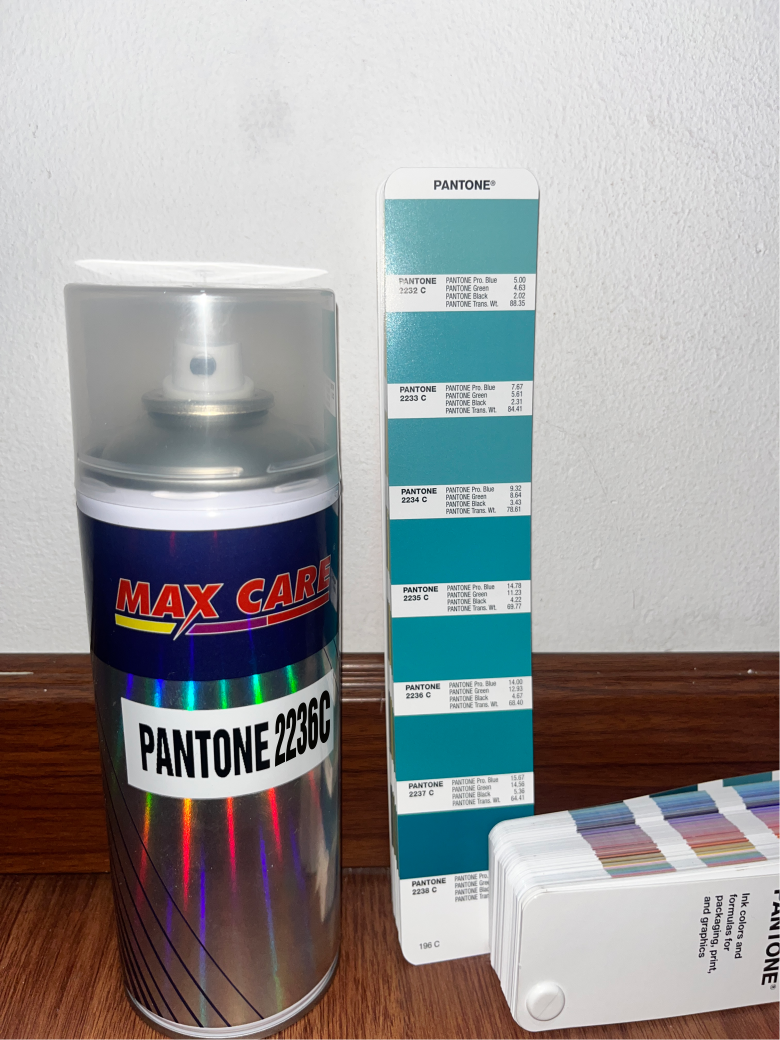 MAX CARE
PANTONE 2236C
PANTONE®
PANTONE 2232 C
PANTONE Pro. Blue 5.00
PANTONE Green 4.63
PANTONE Black 2.02
PANTONE Trans. Wt. 88.35
PANTONE 2233 C
PANTONE Pro. Blue 7.67
PANTONE Green 5.61
PANTONE Black 2.31
PANTONE Trans. Wt. 84.41
PANTONE 2234 C
PANTONE Pro. Blue 9.32
PANTONE Green 8.64
PANTONE Black 3.43
PANTONE Trans. Wt. 78.61
PANTONE 2235 C
PANTONE Pro. Blue 14.78
PANTONE Green 11.23
PANTONE Black 4.22
PANTONE Trans. Wt. 69.77
PANTONE 2236 C
PANTONE Pro. Blue 14.00
PANTONE Green 12.93
PANTONE Black 4.67
PANTONE Trans. Wt. 68.40
PANTONE 2237 C
PANTONE Pro. Blue 15.67
PANTONE Green 14.56
PANTONE Black 5.36
PANTONE Trans. Wt. 64.41
PANTONE 2238 C
PANTONE Pro.
PANTONE
PANTONE
PANTONE
196 C
PANTONE®
Ink colors and
formulas for
packaging, print,
and graphics